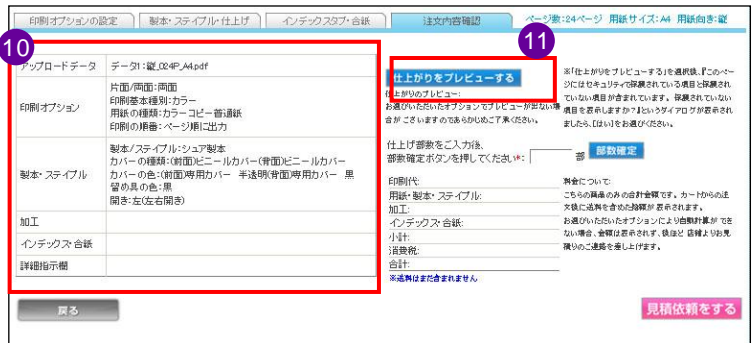 印刷オプションの設定
製本・ステイプル・仕上げ
インデックスタブ・合紙
注文内容確認
ページ数:24ページ 用紙サイズ:A4 用紙向き:縦
10
11
アップロードデータ データ1:縦_024P_A4.pdf
印刷オプション
片面/両面:両面
印刷基本種別:カラー
用紙の種類:カラーコピー普通紙
印刷の順番:ページ順に出力
製本・ステイプル
製本/ステイプル:シュア製本
カバーの種類:(前面)ビニールカバー(背面)ビニールカバー
カバーの色:(前面)専用カバー 半透明(背面)専用カバー 黒
留め具の色:黒
開き:左(左右開き)
加工
インデックス・合紙
詳細指示欄
仕上がりをプレビューする
仕上がりのプレビュー:
お選びいただいたオプションでプレビューが出ない場
合がございますのであらかじめご了承ください。
※「仕上がりをプレビューする」を選択後、『このペー
ジにはセキュリティで保護されている項目と保護され
ていない項目が含まれています。保護されていない
項目を表示しますか?』というダイアログが表示され
ましたら、[はい]をお選びください。
仕上げ部数をご入力後、
部数確定ボタンを押してください*:
部
部数確定
印刷代:
用紙・製本・ステイプル:
加工:
インデックス・合紙:
小計:
消費税:
合計:
※送料はまだ含まれません
料金について:
こちらの商品のみの合計金額です。カートからの注
文後に送料を含めた総額が表示されます。
お選びいただいたオプションにより自動計算ができ
ない場合、金額は表示されず、後ほど店舗よりお見
積りのご連絡を差し上げます。
戻る
見積依頼をする